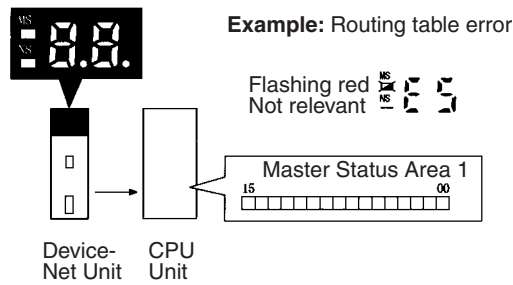 MS
NS
8.8.
Example: Routing table error
Flashing red MS E5
Not relevant NS
Master Status Area 1
15 00
Device- CPU
Net Unit Unit